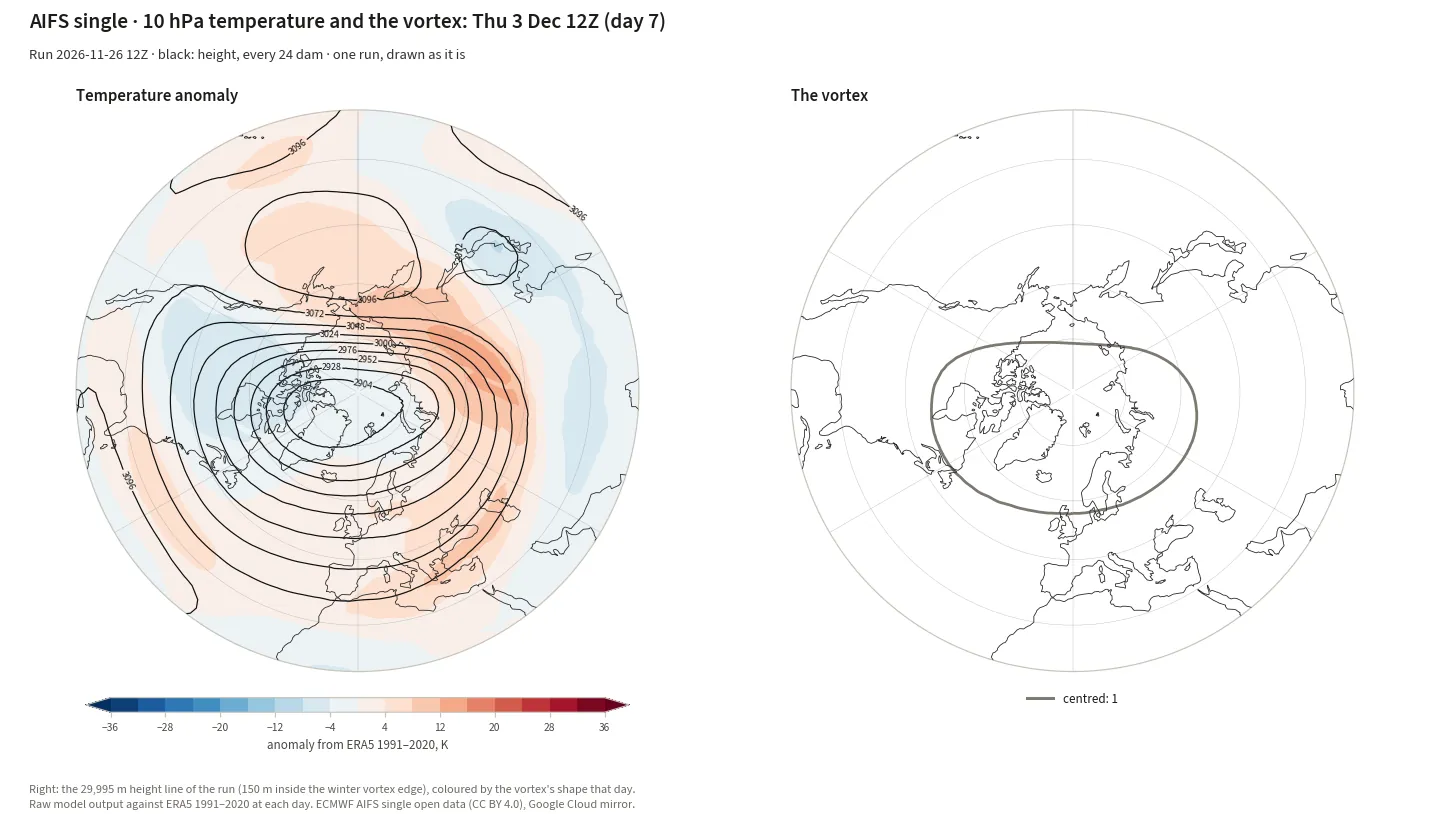 AIFS single · 10 hPa temperature and the vortex: Thu 3 Dec 12Z (day 7)
Run 2026-11-26 12Z · black: height, every 24 dam · one run, drawn as it is
Temperature anomaly
The vortex
3096
3096
3072
3096
3072
3048
3024
3000
2976
2952
2928
2904
3096
−36 −28 −20 −12 −4 4 12 20 28 36
anomaly from ERA5 1991–2020, K
centred: 1
Right: the 29,995 m height line of the run (150 m inside the winter vortex edge), coloured by the vortex's shape that day.
Raw model output against ERA5 1991–2020 at each day. ECMWF AIFS single open data (CC BY 4.0), Google Cloud mirror.